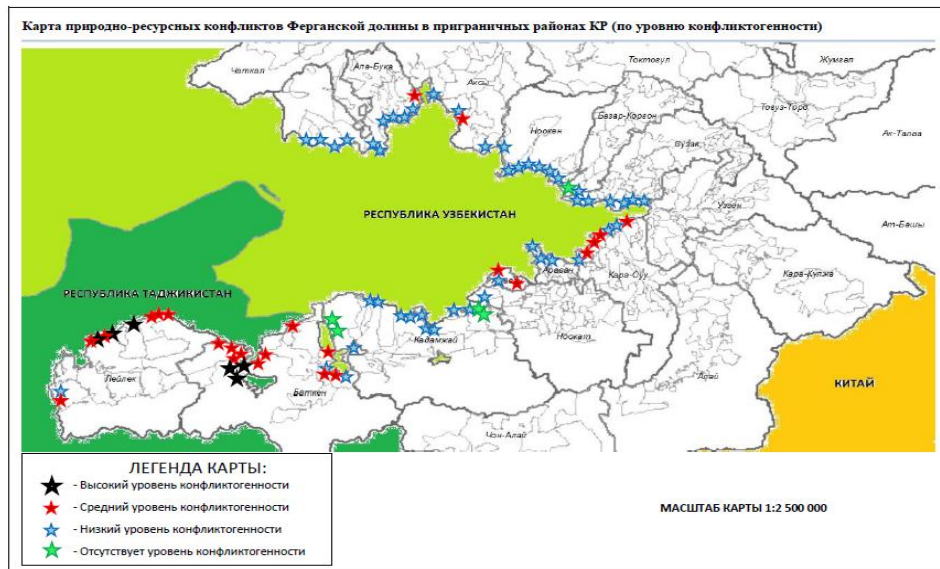 Карта природно-ресурсных конфликтов Ферганской долины в приграничных районах КР (по уровню конфликтогенности)
Чаткал
Ала-Бука
Аксы
Токтогул
Жумгал
Тогуз-Торо
Базар-Коргон
Ноокен
Ак-Талаа
Сузак
РЕСПУБЛИКА УЗБЕКИСТАН
Узген
Ат-Башы
Араван
Кара-Суу
Кара-Кулжа
РЕСПУБЛИКА ТАДЖИКИСТАН
Ноокат
Кадамжай
Лейлек
Алай
КИТАЙ
Баткен
Чон-Алай
ЛЕГЕНДА КАРТЫ:
- Высокий уровень конфликтогенности
- Средний уровень конфликтогенности
- Низкий уровень конфликтогенности
- Отсутствует уровень конфликтогенности
МАСШТАБ КАРТЫ 1:2 500 000